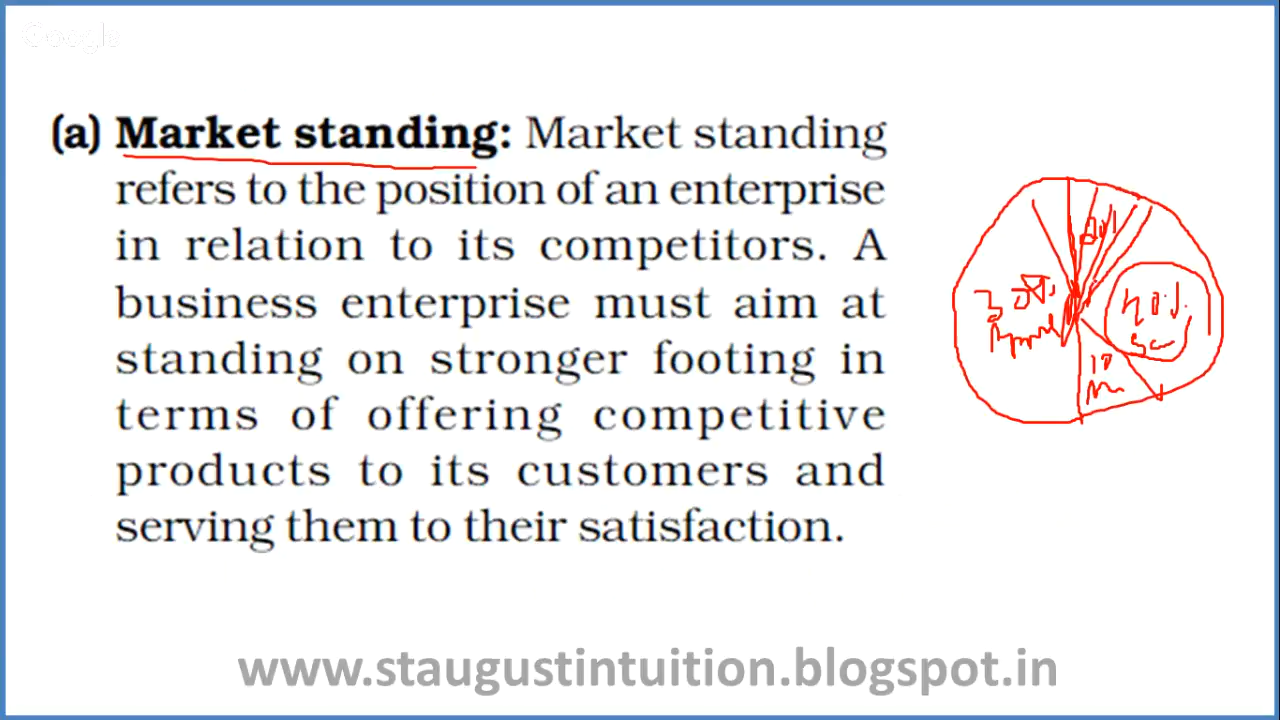 Google
(a) Market standing: Market standing
refers to the position of an enterprise
in relation to its competitors. A
business enterprise must aim at
standing on stronger footing in
terms of offering competitive
products to its customers and
serving them to their satisfaction.
10
www.staugustintuition.blogspot.in